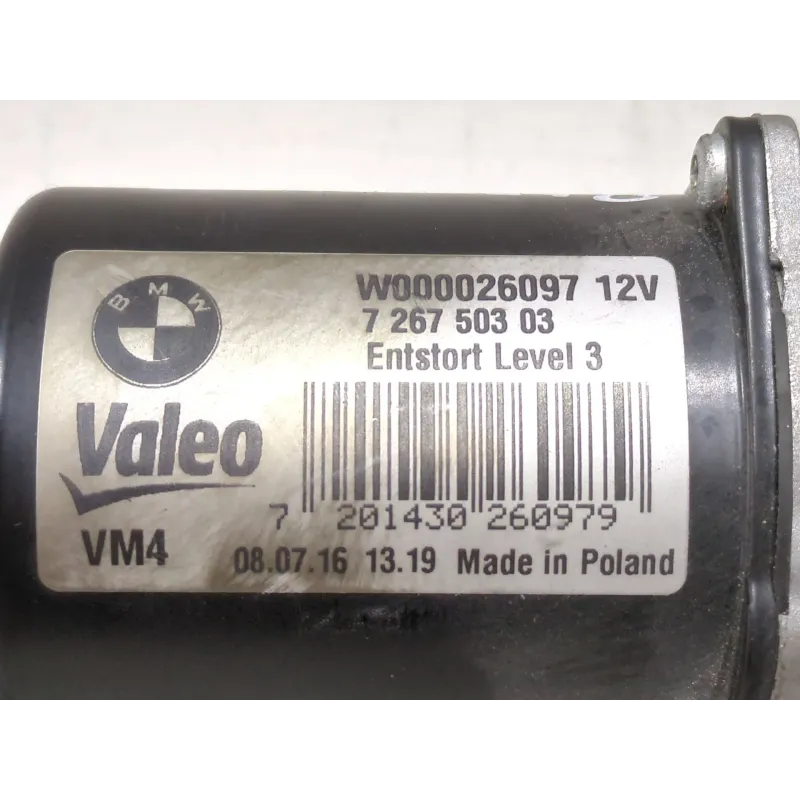 BMW
W000026097 12V
7 267 503 03
Entstort Level 3
Valeo
7 201430 260979
VM4
08.07.16 13.19 Made in Poland